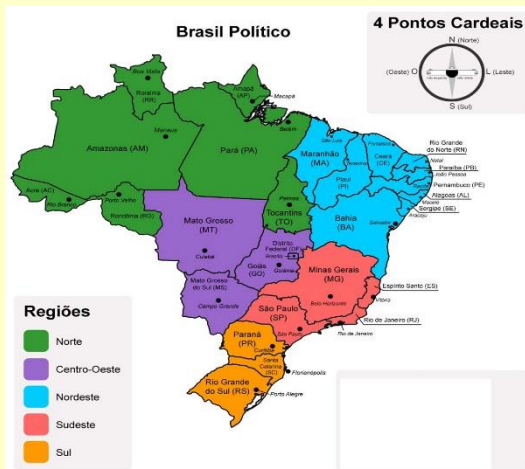 Brasil Político
4 Pontos Cardeais
N (Norte)
(Oeste) O
L (Leste)
S (Sul)
Boa Vista
Roraima
(RR)
Amapá
(AP)
Macapá
Manaus
Belém
Amazonas (AM)
Pará (PA)
São Luís
Maranhão
(MA)
Teresina
Fortaleza
Ceará
(CE)
Rio Grande
do Norte (RN)
Natal
Paraíba (PB)
João Pessoa
Pernambuco (PE)
Recife
Alagoas (AL)
Maceió
Sergipe (SE)
Aracaju
Piauí
(PI)
Acre (AC)
Rio Branco
Porto Velho
Rondônia (RO)
Palmas
Tocantins
(TO)
Mato Grosso
(MT)
Cuiabá
Bahia
(BA)
Salvador
Distrito
Federal (DF)
Brasília
Goiás
(GO)
Goiânia
Minas Gerais
(MG)
Belo Horizonte
Espírito Santo (ES)
Vitória
Mato Grosso
do Sul (MS)
Campo Grande
São Paulo
(SP)
São Paulo
Rio de Janeiro (RJ)
Rio de Janeiro
Paraná
(PR)
Curitiba
Santa
Catarina
(SC)
Florianópolis
Rio Grande
do Sul (RS)
Porto Alegre
Regiões
Norte
Centro-Oeste
Nordeste
Sudeste
Sul